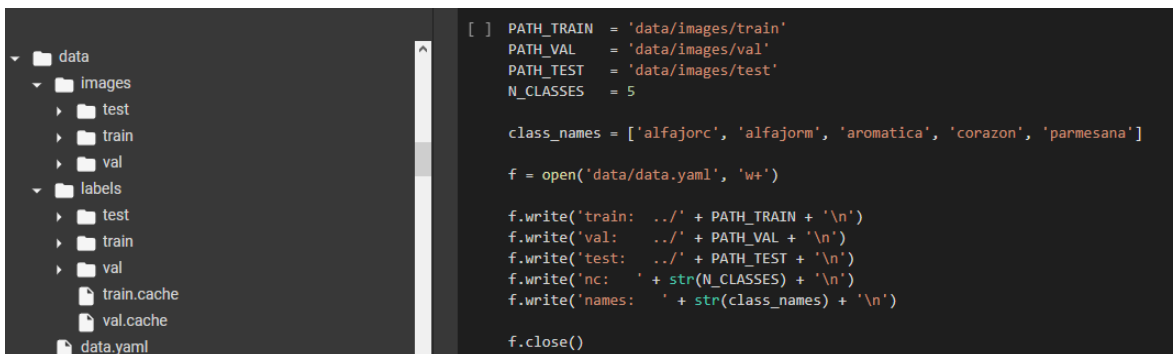 data
images
test
train
val
labels
test
train
val
train.cache
val.cache
data.yaml
[ ] PATH_TRAIN  = 'data/images/train'
PATH_VAL    = 'data/images/val'
PATH_TEST   = 'data/images/test'
N_CLASSES   = 5
class_names = ['alfajorc', 'alfajorm', 'aromatica', 'corazon', 'parmesana']
f = open('data/data.yaml', 'w+')
f.write('train:  ../' + PATH_TRAIN + '\n')
f.write('val:    ../' + PATH_VAL + '\n')
f.write('test:   ../' + PATH_TEST + '\n')
f.write('nc:   ' + str(N_CLASSES) + '\n')
f.write('names:   ' + str(class_names) + '\n')
f.close()